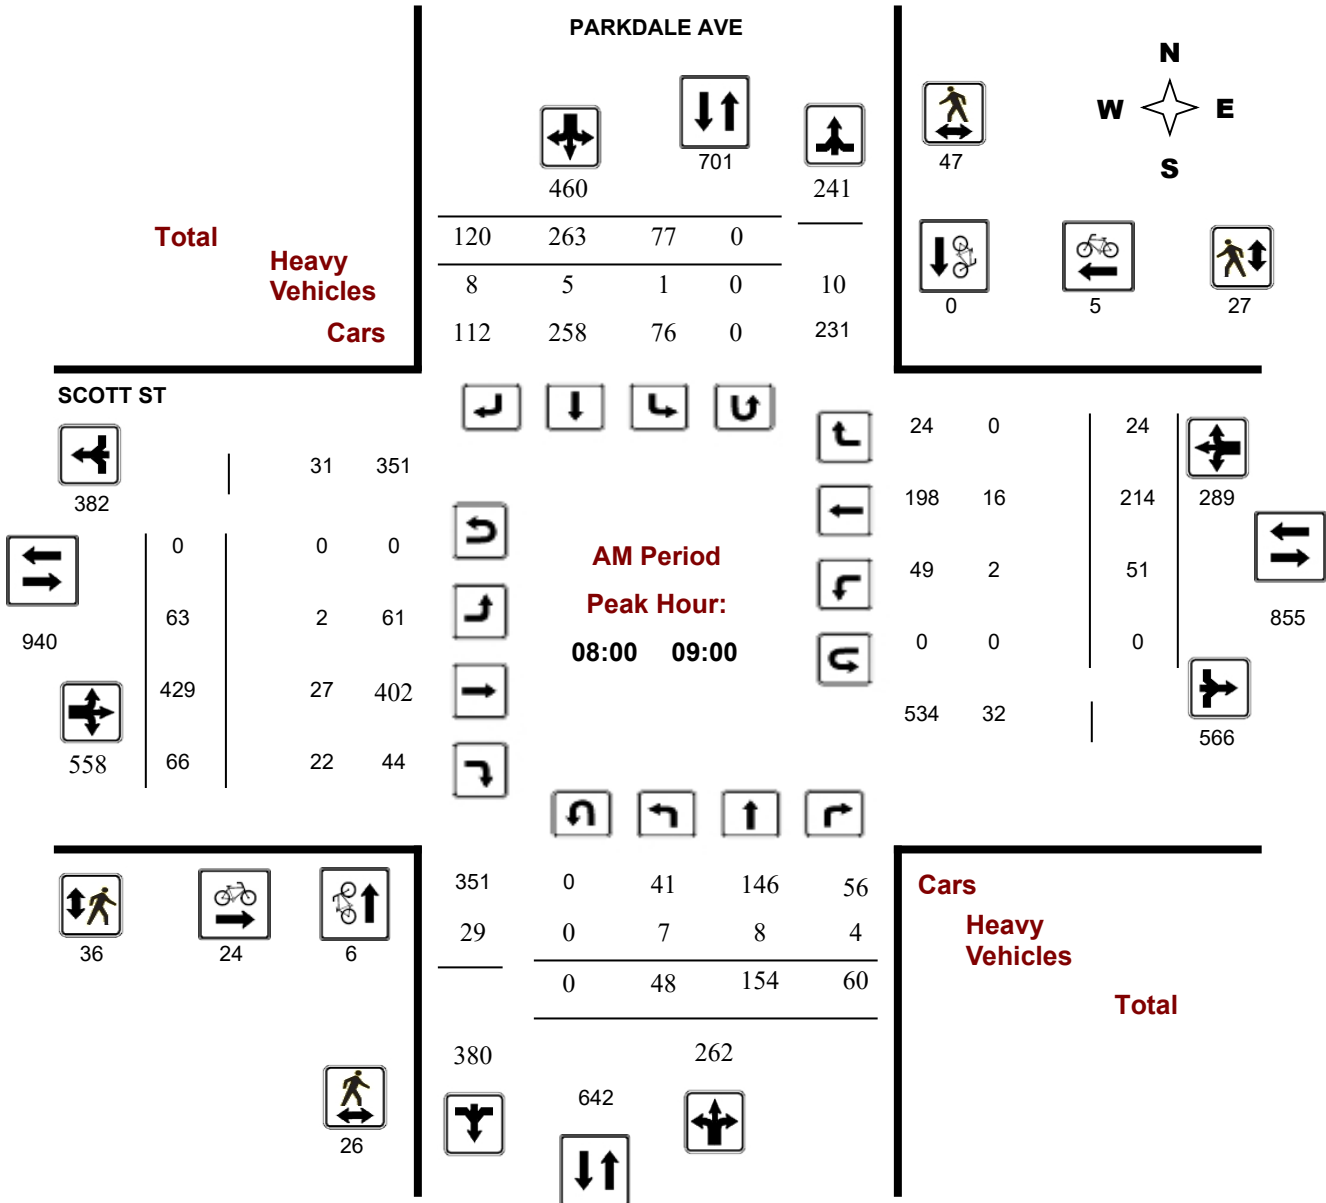 PARKDALE AVE
N
W E
S
47
701
460 241
Total 120 263 77 0
Heavy
Vehicles 8 5 1 0 10
Cars 112 258 76 0 231
0 5 27
SCOTT ST
24 0 24
382 31 351
198 16 214 289
0 0 0
AM Period
49 2 51
Peak Hour:
63 2 61
855
940
08:00 09:00
0 0 0
429 27 402
534 32
566
558 66 22 44
351 0 41 146 56 Cars
29 0 7 8 4 Heavy
Vehicles
36 24 6
0 48 154 60
Total
380 262
642
26